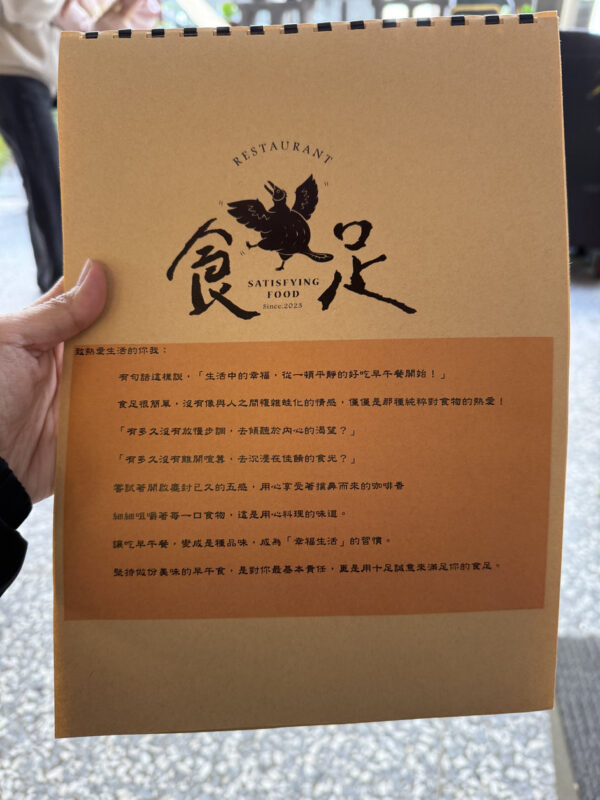 RESTAURANT
食足
SATISFYING
FOOD
Since.2023
致熱愛生活的你我：
有句話這樣說，「生活中的幸福，從一頓平靜的好吃早午餐開始！」
食足很簡單，沒有像與人之間複雜蛙化的情感，僅僅是那種純粹對食物的熱愛！
「有多久沒有放慢步調，去傾聽於內心的渴望？」
「有多久沒有離開喧囂，去沉浸在佳餚的食光？」
嘗試著開啟塵封已久的五感，用心享受著撲鼻而來的咖啡香
細細咀嚼著每一口食物，這是用心料理的味道。
讓吃早午餐，變成是種品味，成為「幸福生活」的習慣。
堅持做份美味的早午食，是對你最基本責任，更是用十足誠意來滿足你的食足。